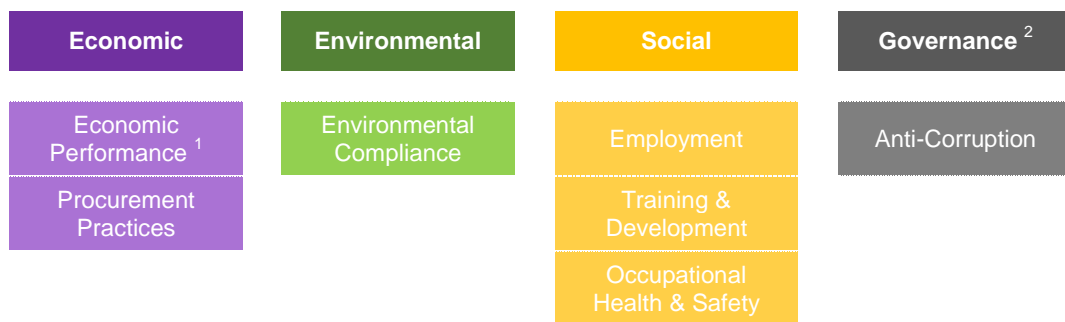 Economic
Environmental
Social
Governance 2
Economic
Performance 1
Environmental
Compliance
Employment
Anti-Corruption
Procurement
Practices
Training &
Development
Occupational
Health & Safety